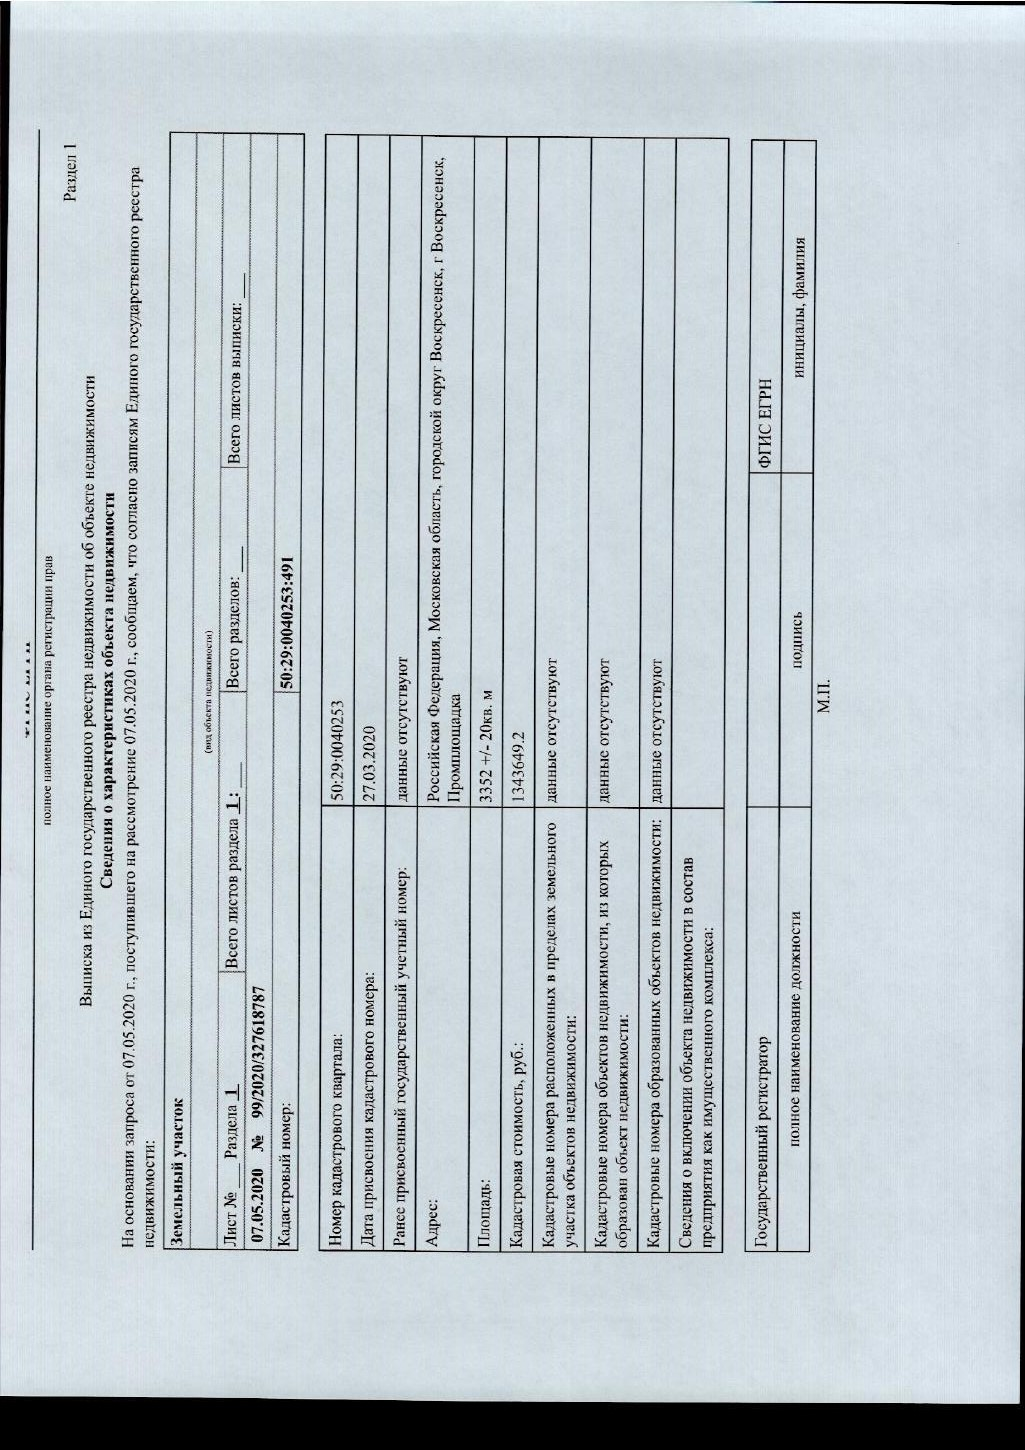 полное наименование органа регистрации прав
Раздел 1
Выписка из Единого государственного реестра недвижимости об объекте недвижимости
Сведения о характеристиках объекта недвижимости
На основании запроса от 07.05.2020 г., поступившего на рассмотрение 07.05.2020 г., сообщаем, что согласно записям Единого государственного реестра
недвижимости:
Земельный участок
(вид объекта недвижимости)
Лист № ___ Раздела 1 Всего листов раздела 1: ___ Всего разделов: ___ Всего листов выписки: ___
07.05.2020 № 99/2020/327618787
Кадастровый номер: 50:29:0040253:491
Номер кадастрового квартала: 50:29:0040253
Дата присвоения кадастрового номера: 27.03.2020
Ранее присвоенный государственный учетный номер: данные отсутствуют
Адрес: Российская Федерация, Московская область, городской округ Воскресенск, г Воскресенск,
Промплощадка
Площадь: 3352 +/- 20кв. м
Кадастровая стоимость, руб.: 1343649.2
Кадастровые номера расположенных в пределах земельного данные отсутствуют
участка объектов недвижимости:
Кадастровые номера объектов недвижимости, из которых данные отсутствуют
образован объект недвижимости:
Кадастровые номера образованных объектов недвижимости: данные отсутствуют
Сведения о включении объекта недвижимости в состав
предприятия как имущественного комплекса:
Государственный регистратор ФГИС ЕГРН
полное наименование должности подпись инициалы, фамилия
М.П.